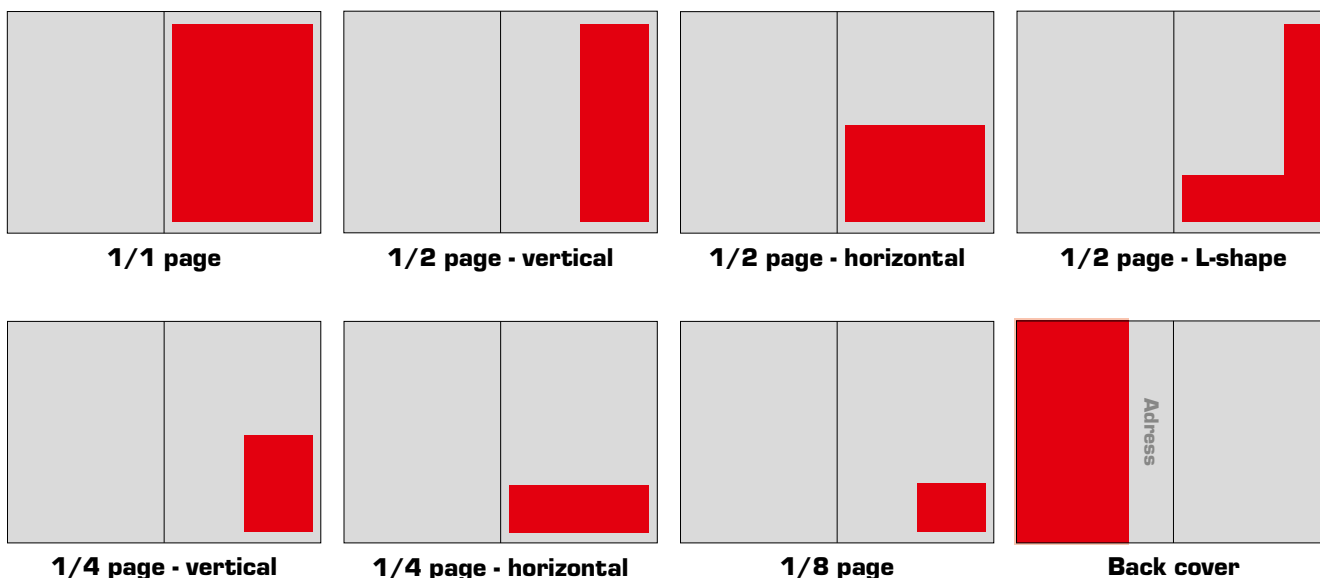 1/1 page
1/2 page - vertical
1/2 page - horizontal
1/2 page - L-shape
Adress
1/4 page - vertical
1/4 page - horizontal
1/8 page
Back cover